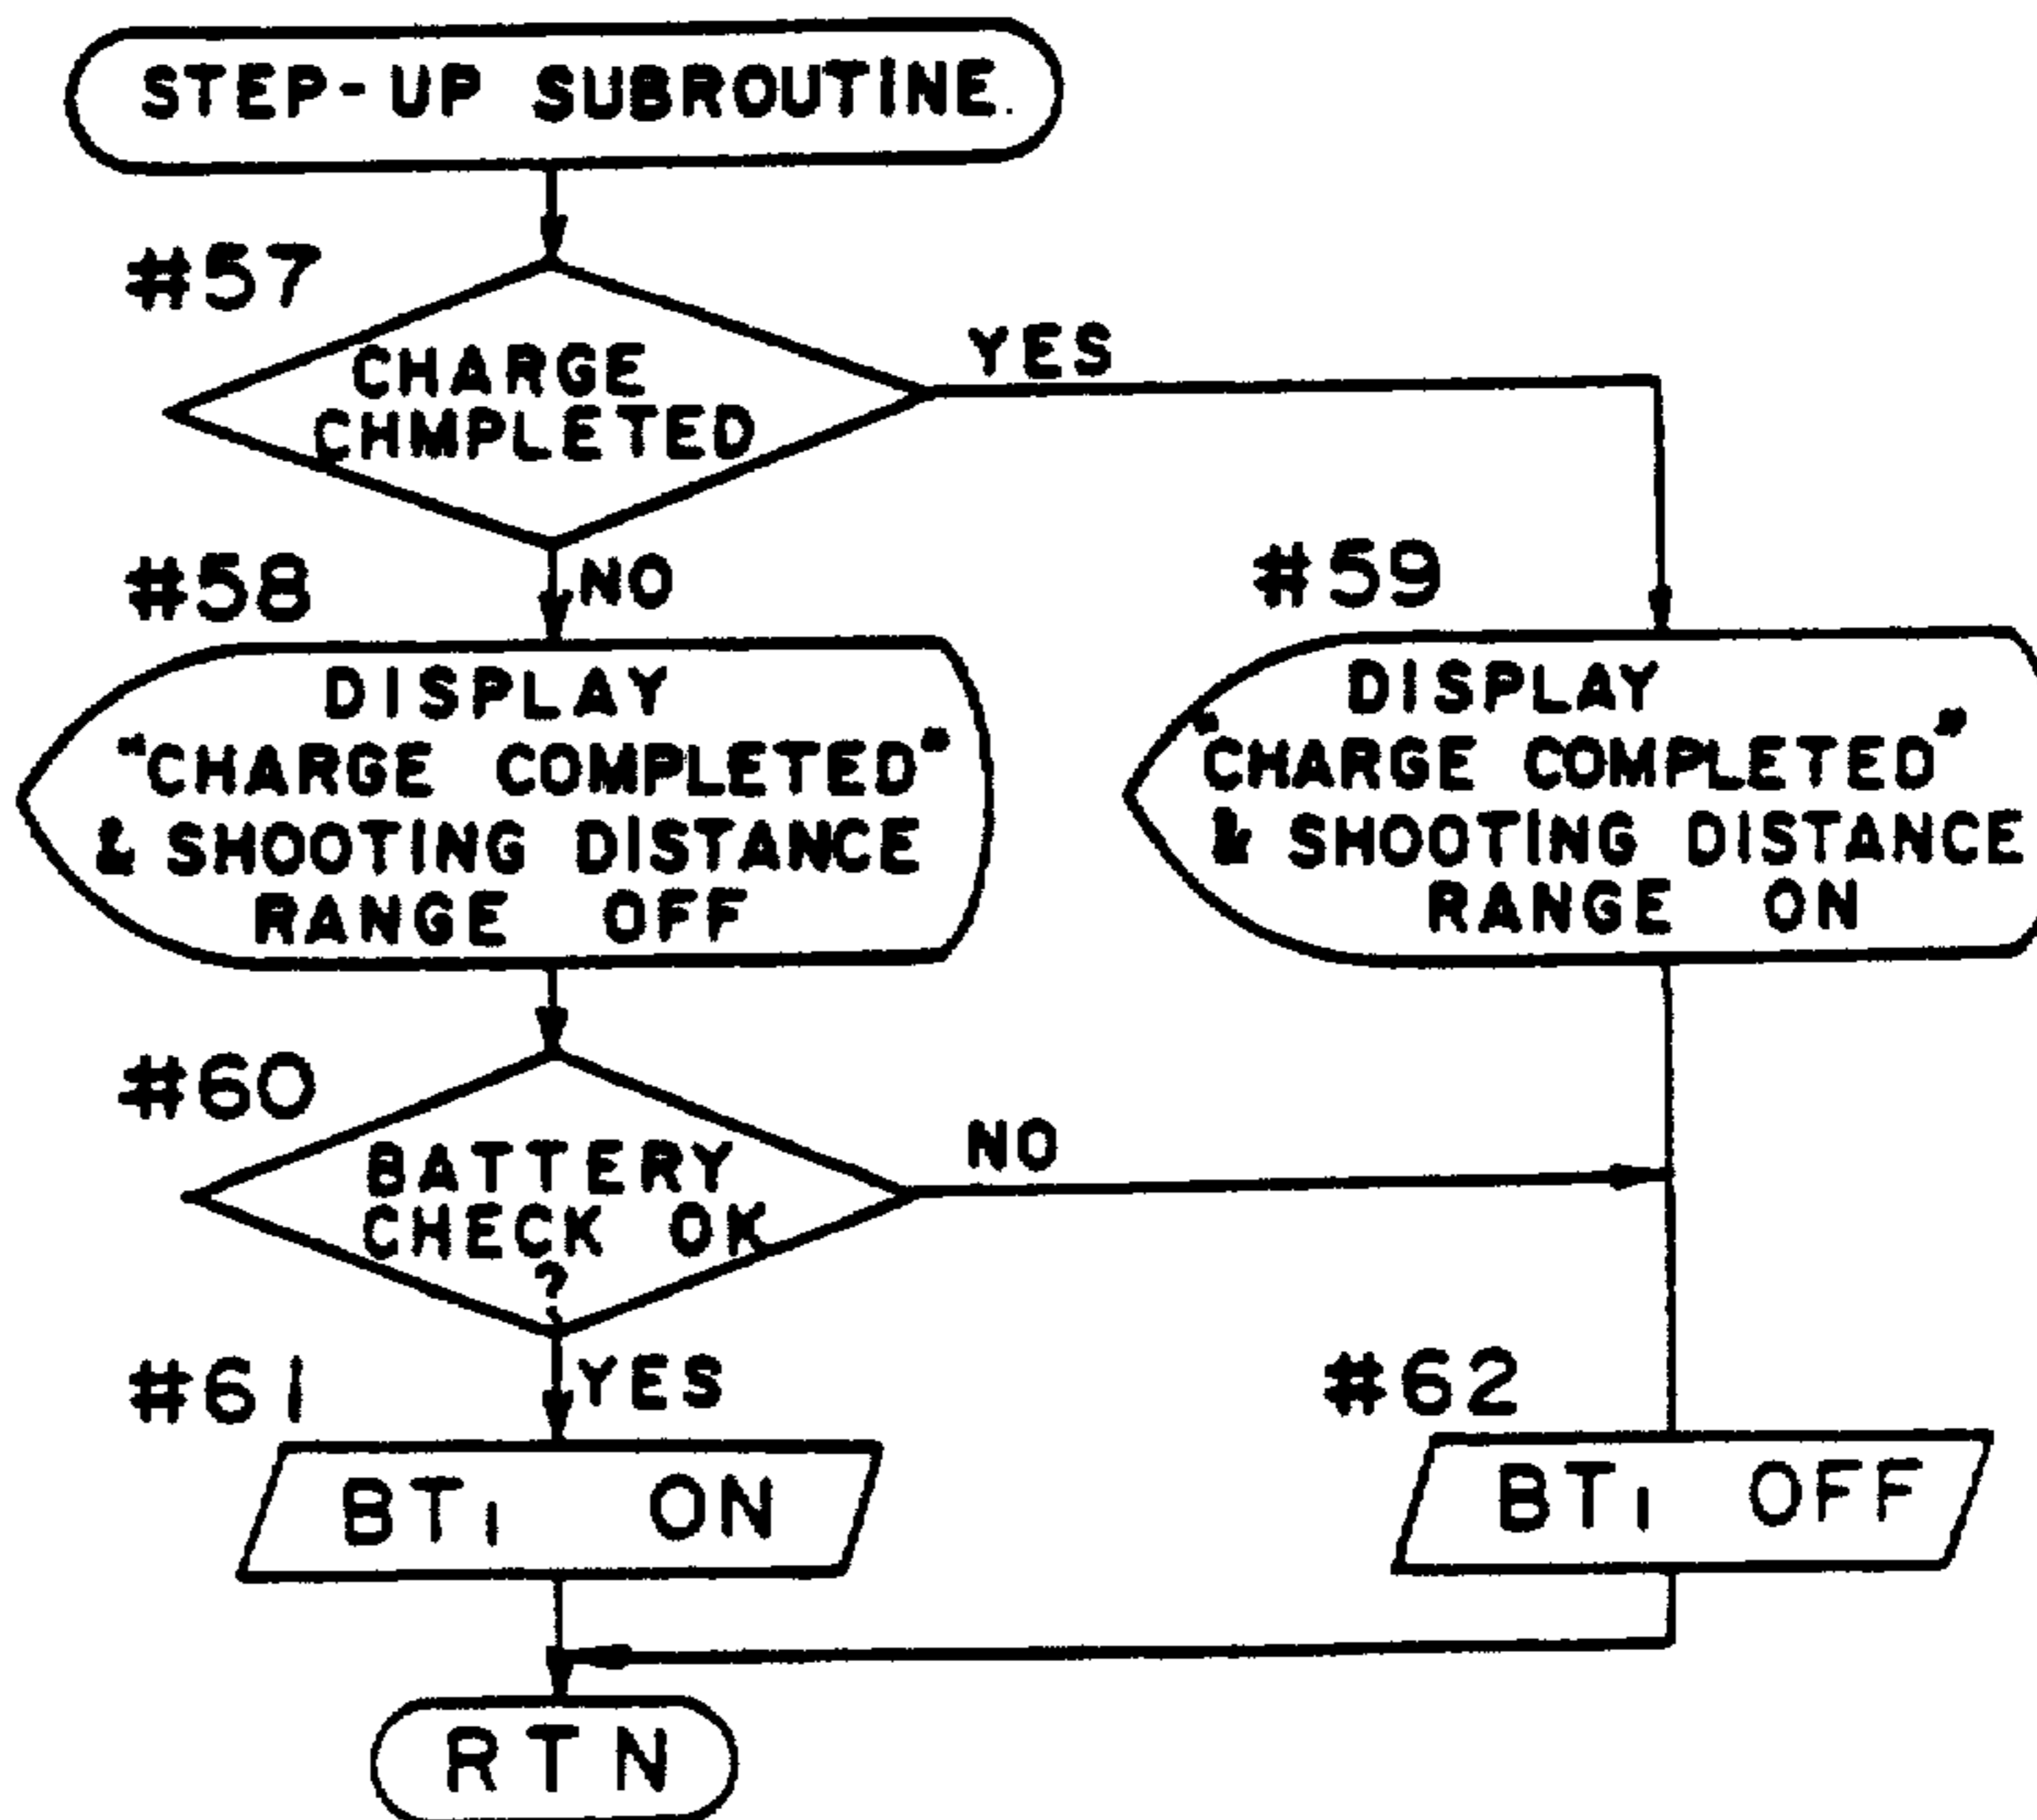 STEP-UP SUBROUTINE.
#57
CHARGE
CHMPLETED
YES
NO
#58
DISPLAY
"CHARGE COMPLETED"
& SHOOTING DISTANCE
RANGE OFF
#59
DISPLAY
"CHARGE COMPLETED"
& SHOOTING DISTANCE
RANGE ON
#60
BATTERY
CHECK OK
?
NO
YES
#61
BT1 ON
#62
BT1 OFF
RTN